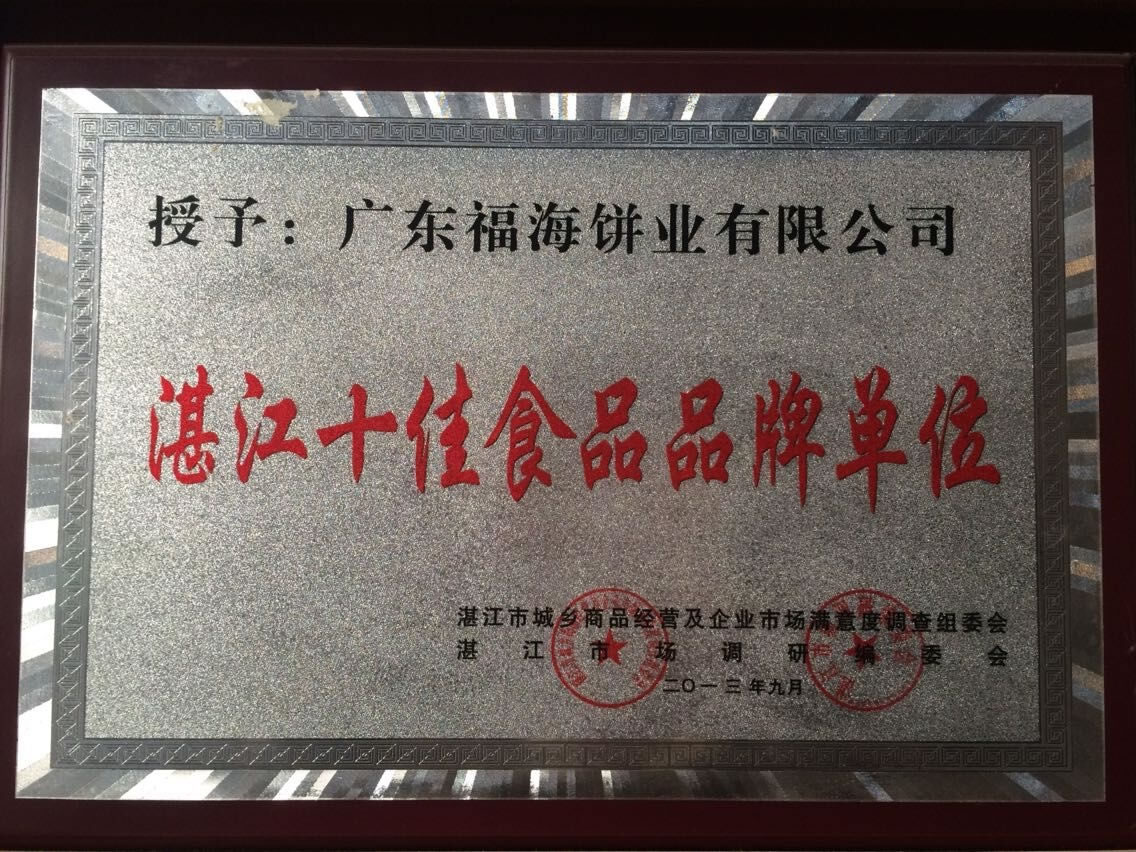 授予：广东福海饼业有限公司
湛江十佳食品品牌单位
湛江市城乡商品经营及企业市场满意度调查组委会
湛江市场调研编委会
二〇一三年九月